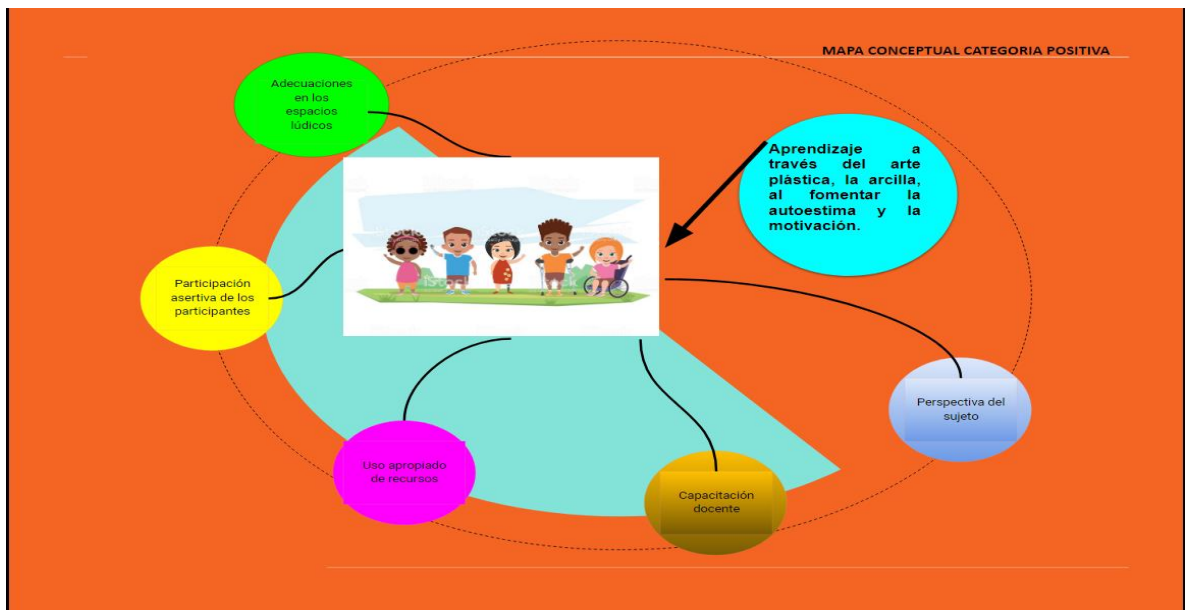 MAPA CONCEPTUAL CATEGORIA POSITIVA
Adecuaciones
en los
espacios
lúdicos
Aprendizaje a
través del arte
plástica, la arcilla,
al fomentar la
autoestima y la
motivación.
Participación
asertiva de los
participantes
iStock
Perspectiva del
sujeto
Uso apropiado
de recursos
Capacitación
docente